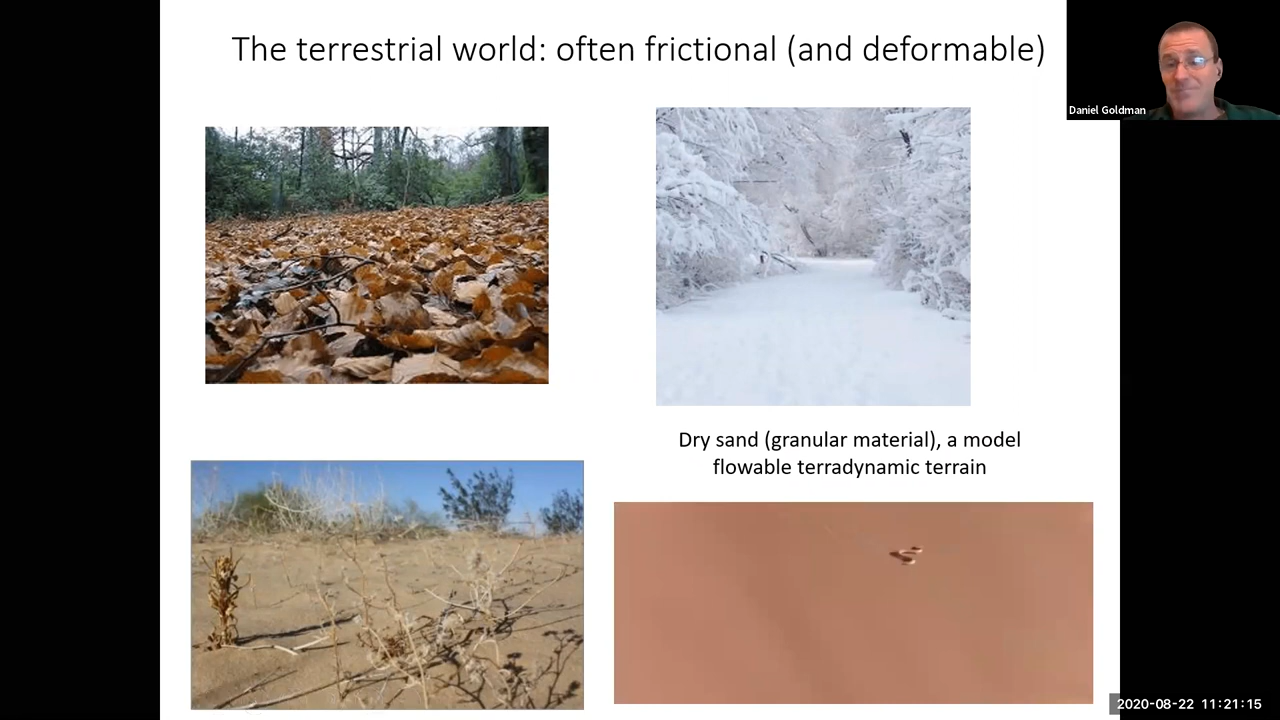 The terrestrial world: often frictional (and deformable)
Daniel Goldman
Dry sand (granular material), a model
flowable terradynamic terrain
2020-08-22 11:21:15